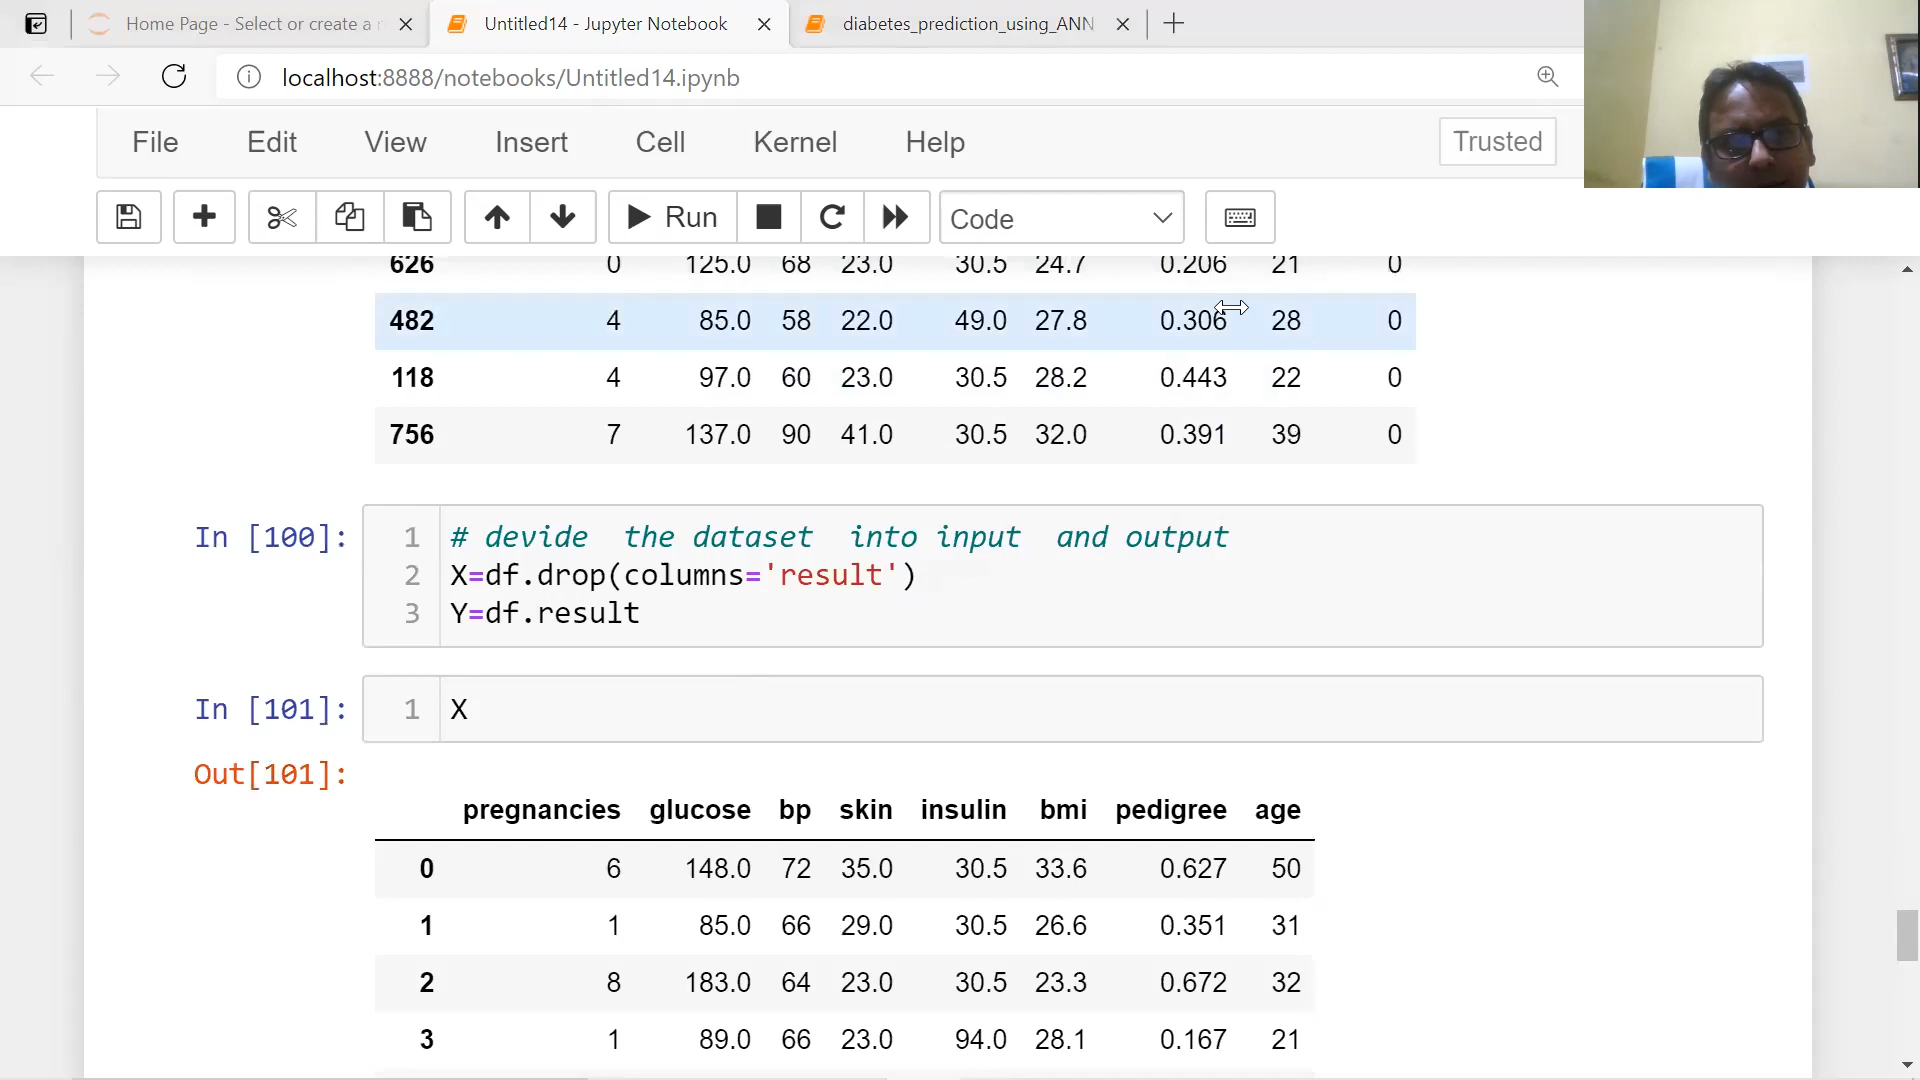 Home Page - Select or create a
Untitled14 - Jupyter Notebook
diabetes_prediction_using_ANN
localhost:8888/notebooks/Untitled14.ipynb
File Edit View Insert Cell Kernel Help Trusted
Run Code
626 0 125.0 68 23.0 30.5 24.7 0.206 21 0
482 4 85.0 58 22.0 49.0 27.8 0.306 28 0
118 4 97.0 60 23.0 30.5 28.2 0.443 22 0
756 7 137.0 90 41.0 30.5 32.0 0.391 39 0
In [100]: 1 # devide  the dataset  into input  and output
2 X=df.drop(columns='result')
3 Y=df.result
In [101]: 1 X
Out[101]:
pregnancies glucose bp skin insulin bmi pedigree age
0 6 148.0 72 35.0 30.5 33.6 0.627 50
1 1 85.0 66 29.0 30.5 26.6 0.351 31
2 8 183.0 64 23.0 30.5 23.3 0.672 32
3 1 89.0 66 23.0 94.0 28.1 0.167 21